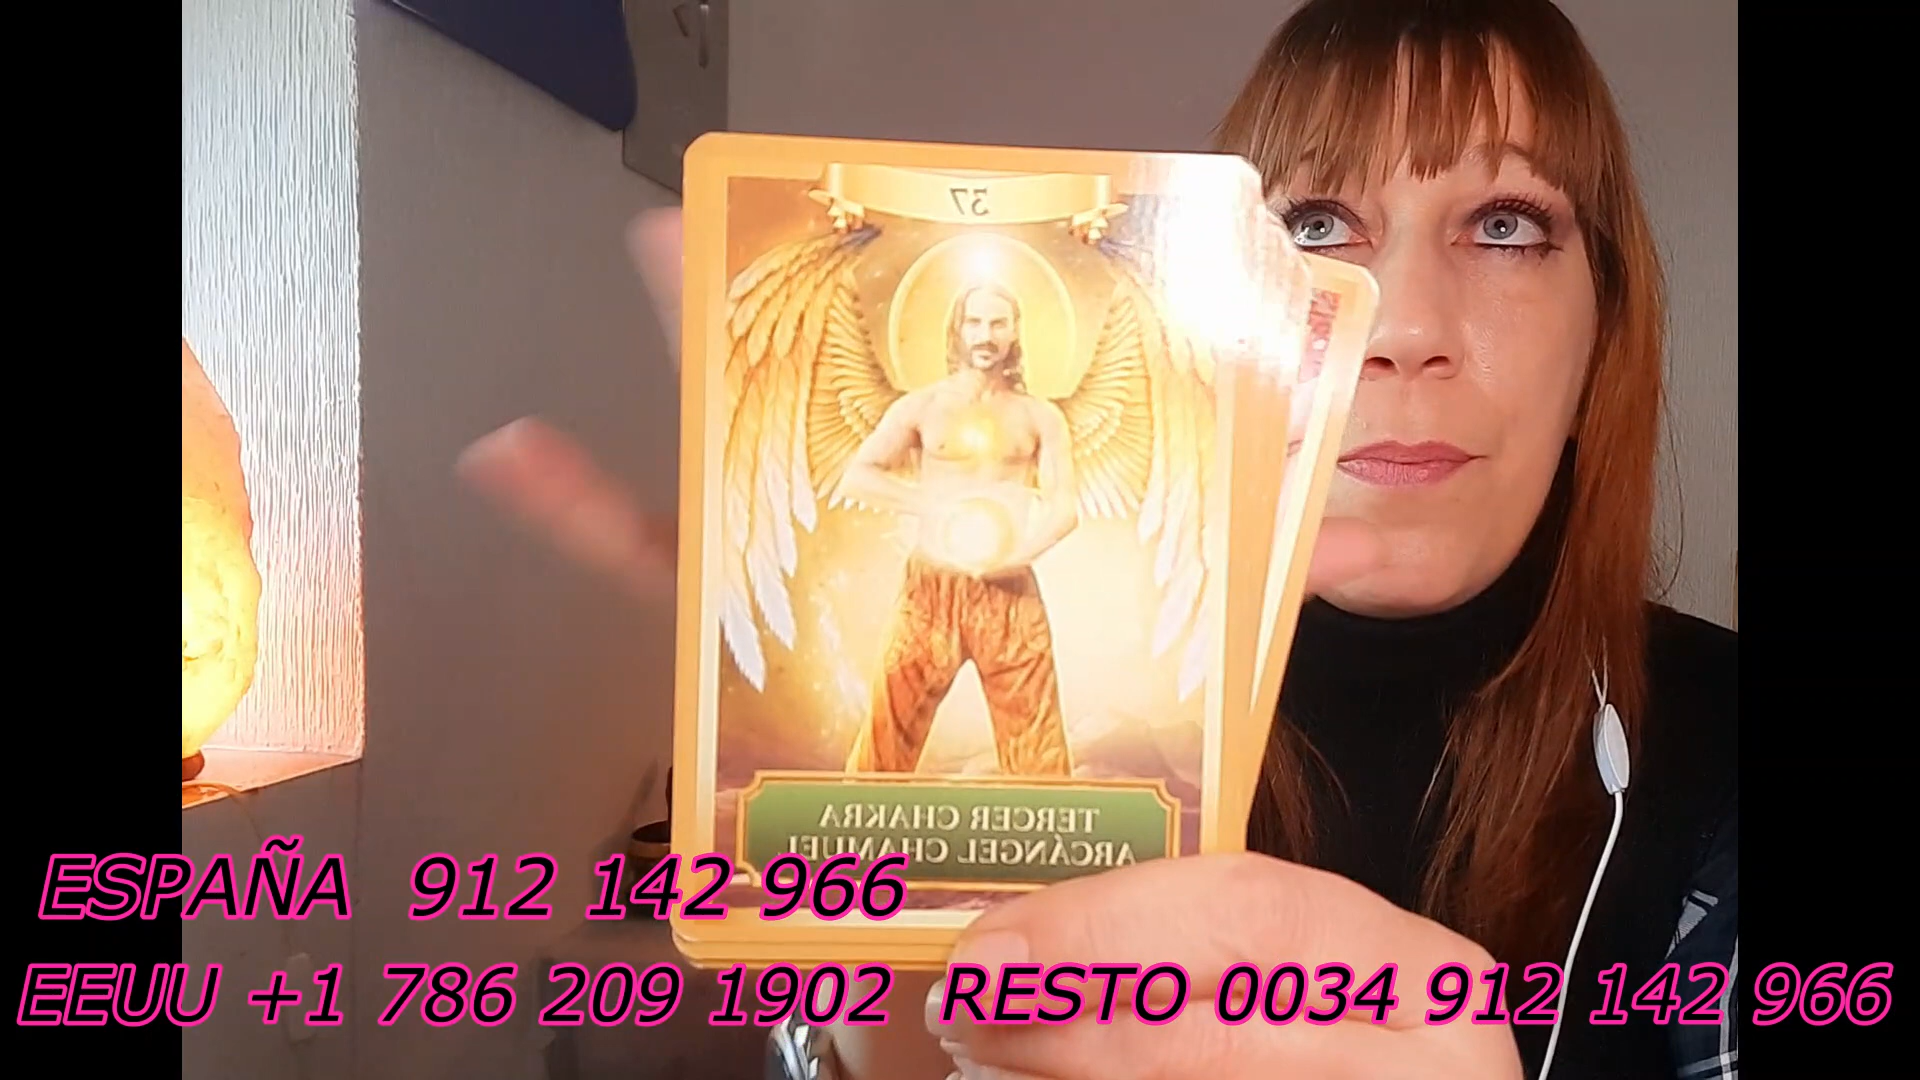 37
TERCER CHAKRA
ARCÁNGEL CHAMUEL
ESPAÑA 912 142 966
EEUU +1 786 209 1902 RESTO 0034 912 142 966